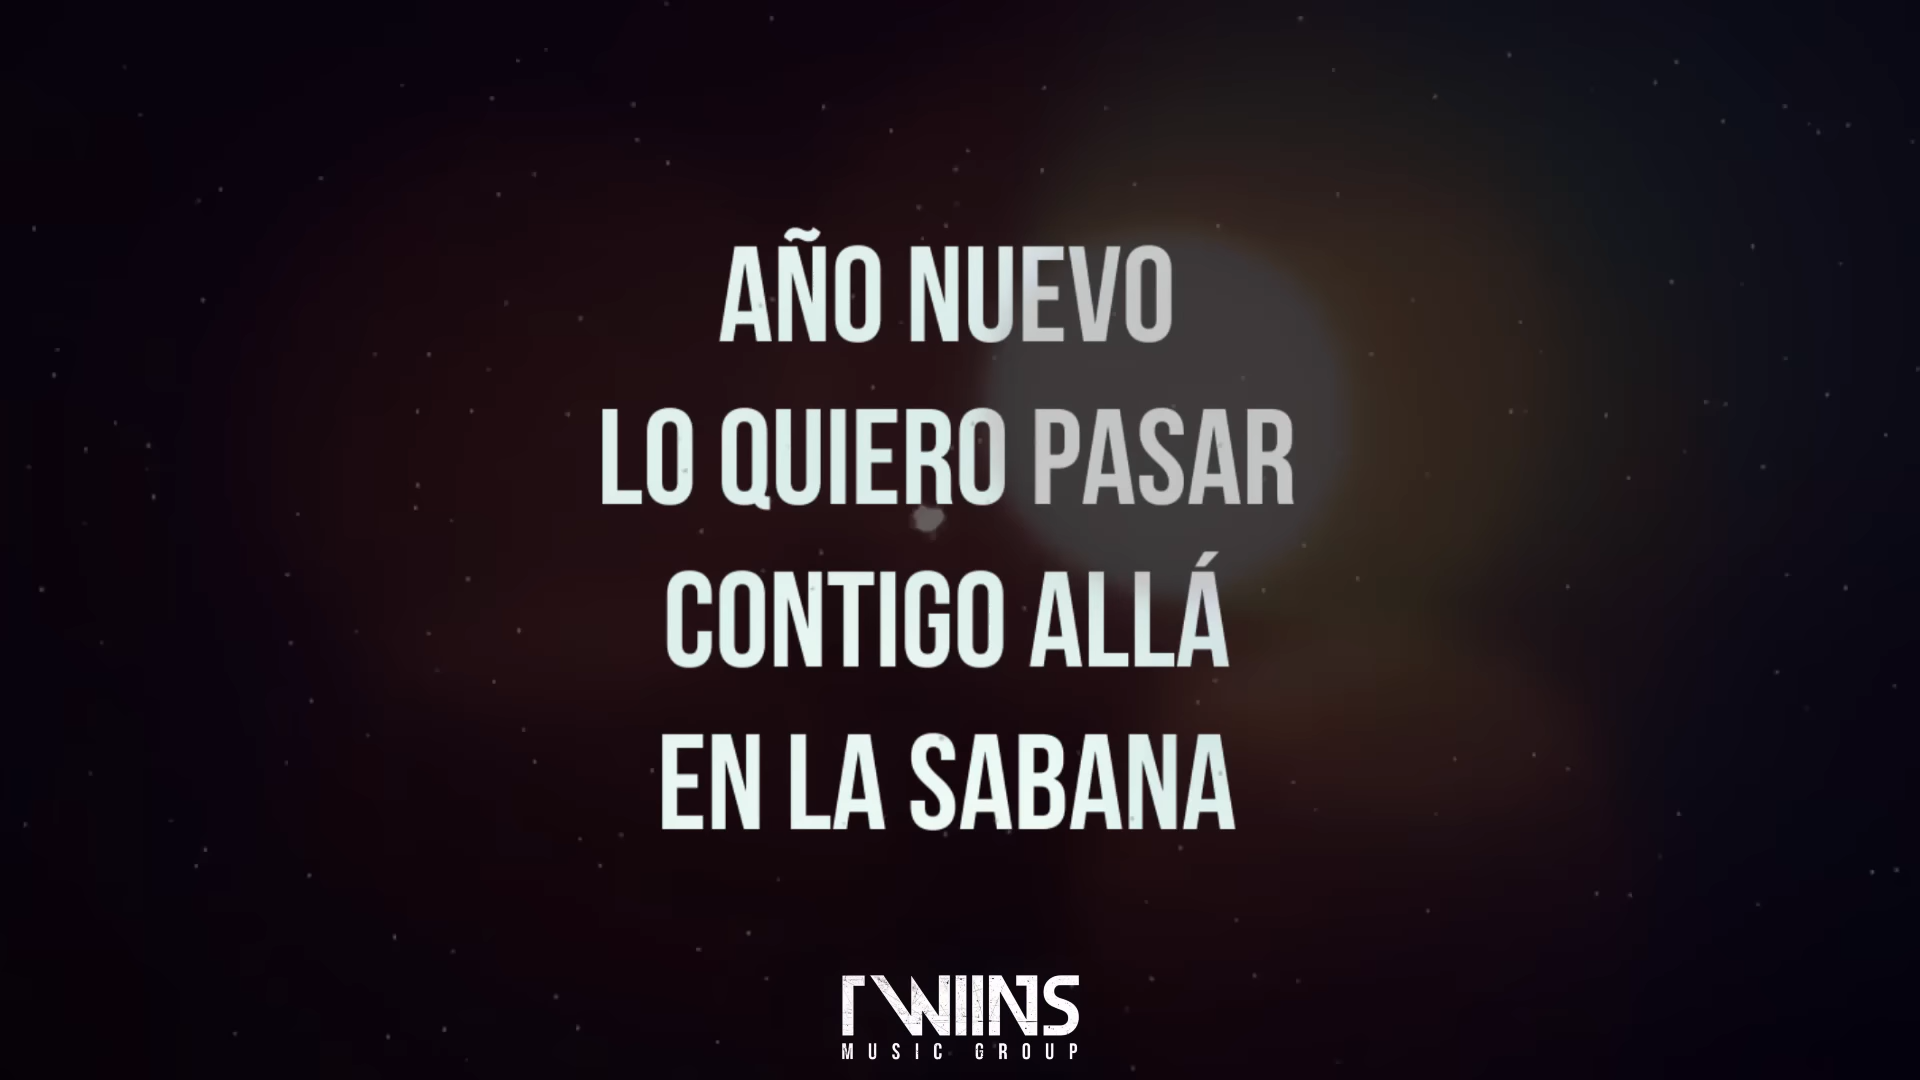 AÑO NUEVO
LO QUIERO PASAR
CONTIGO ALLÁ
EN LA SABANA
TWIINS
MUSIC GROUP